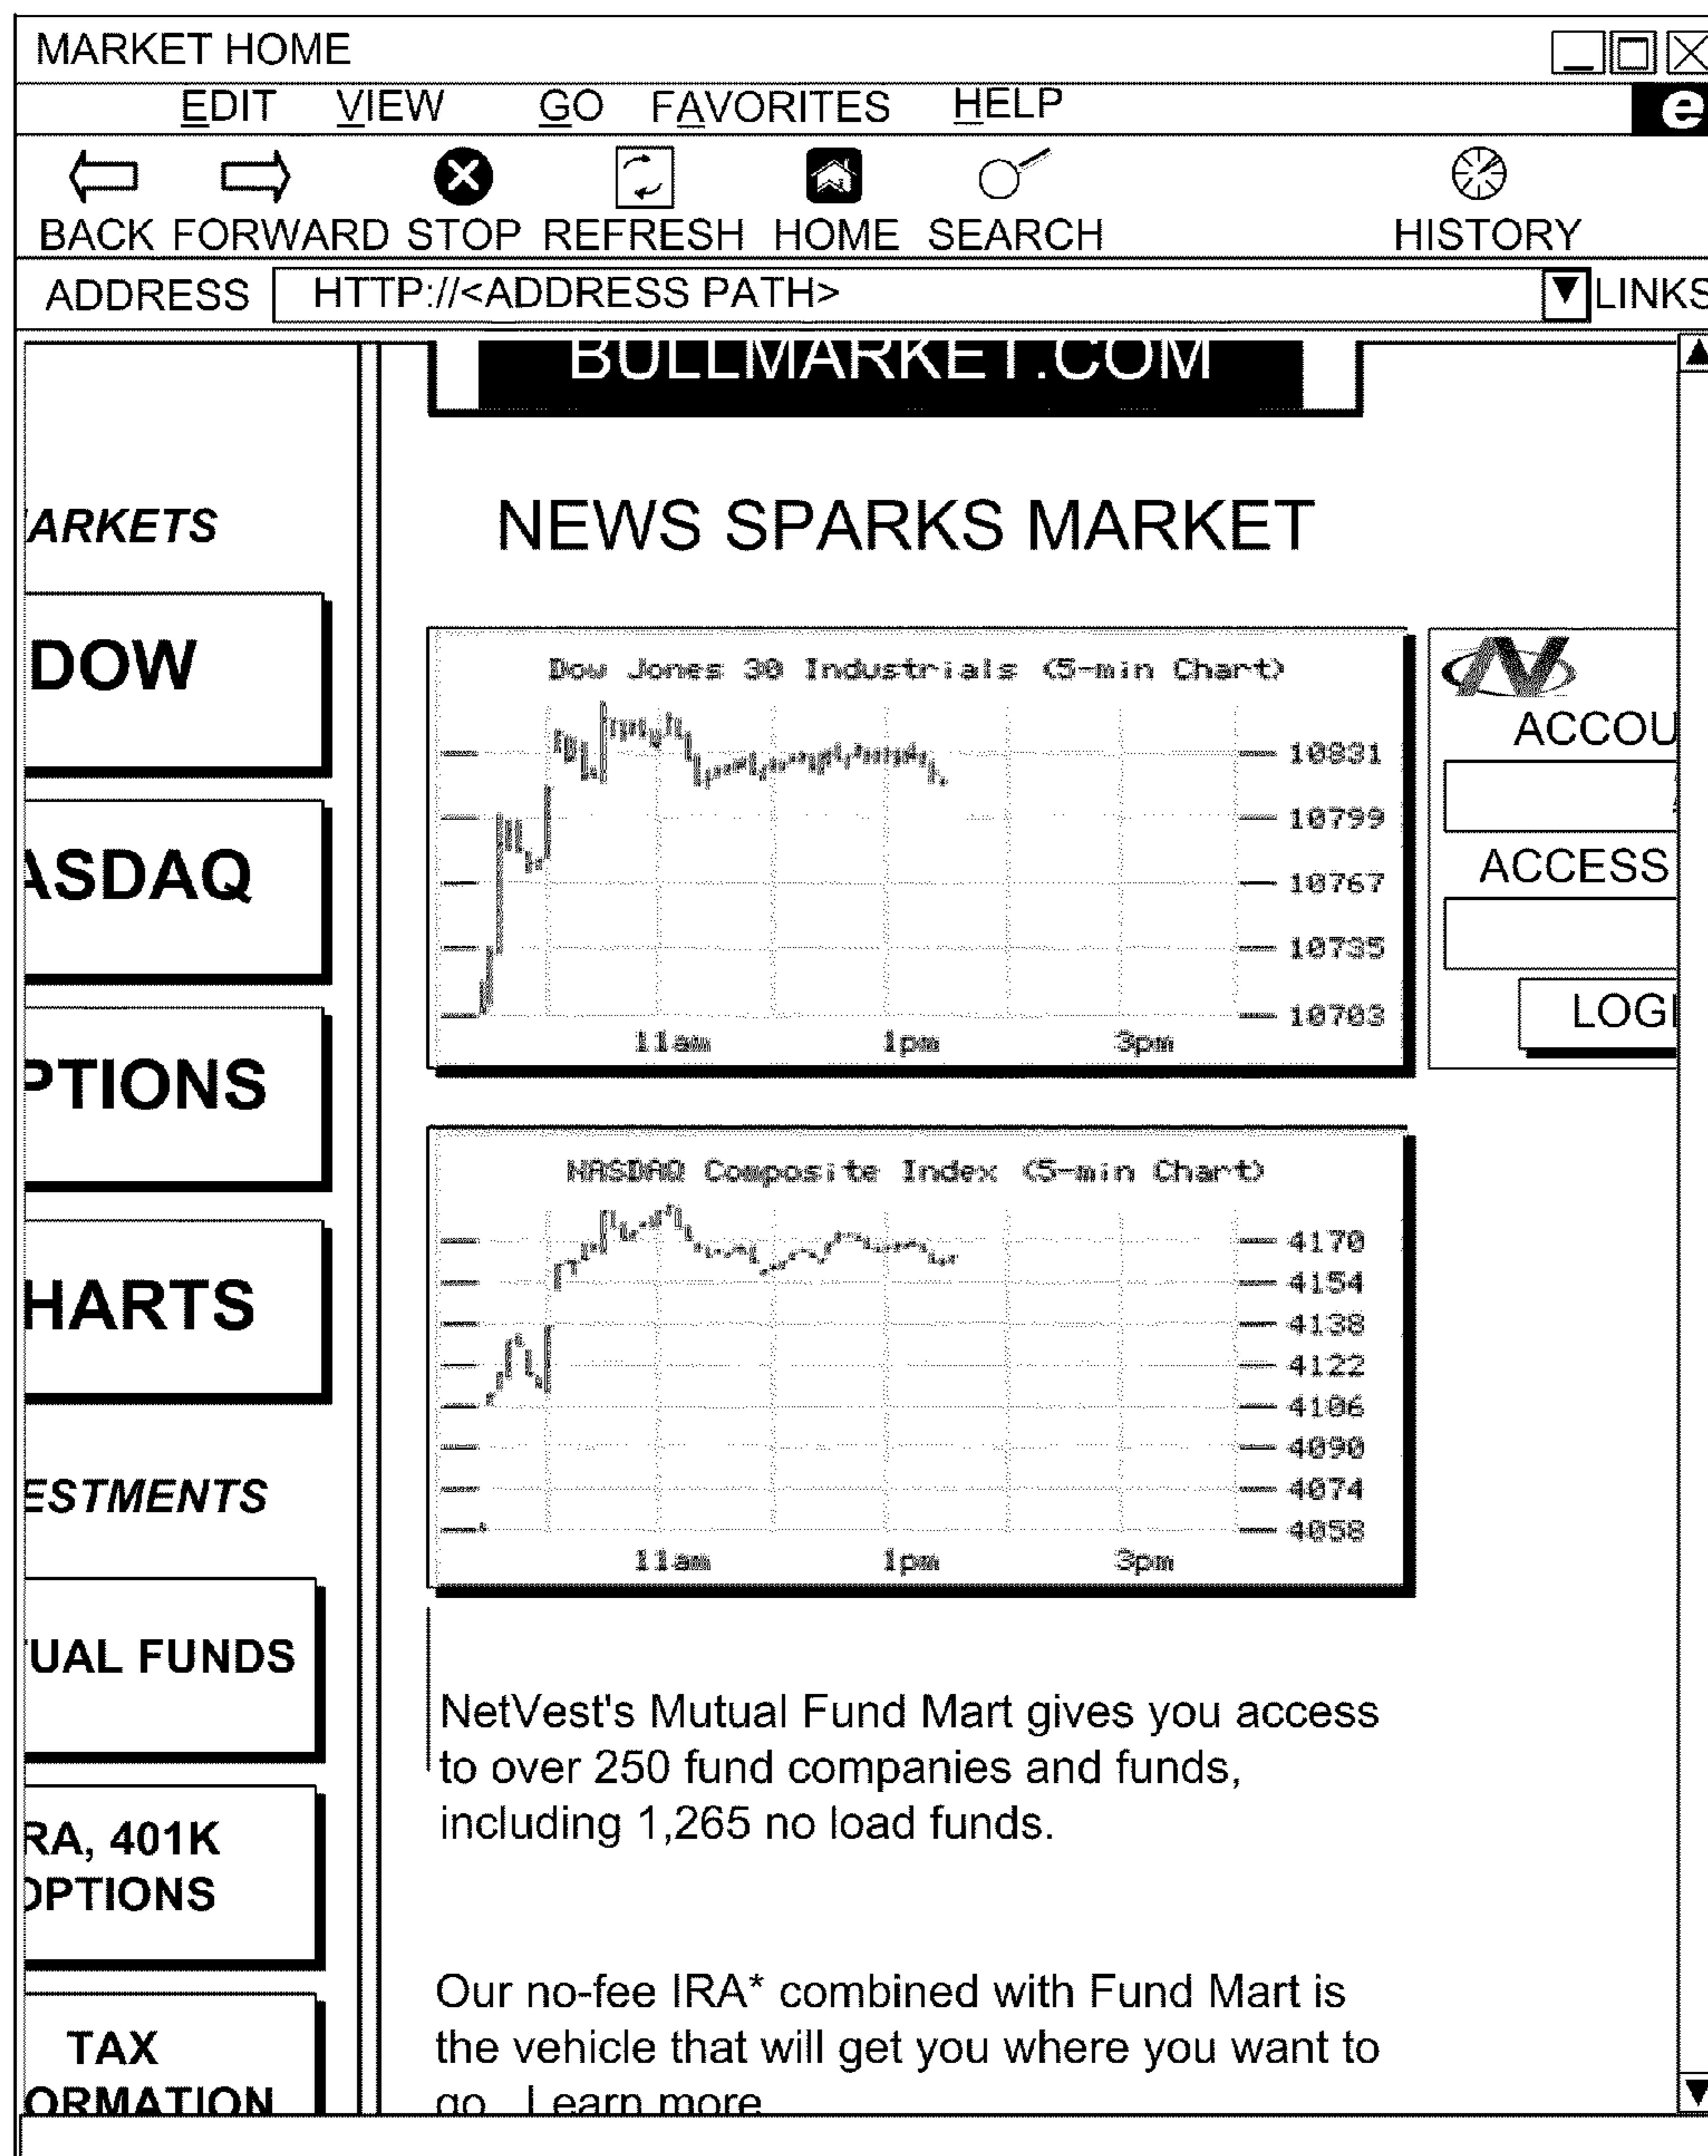 MARKET HOME
EDIT VIEW GO FAVORITES HELP
e
BACK FORWARD STOP REFRESH HOME SEARCH HISTORY
ADDRESS HTTP://<ADDRESS PATH> LINKS
BULLMARKET.COM
ARKETS
DOW
ASDAQ
PTIONS
HARTS
ESTMENTS
UAL FUNDS
RA, 401K
OPTIONS
TAX
ORMATION
NEWS SPARKS MARKET
Dow Jones 30 Industrials (5-min Chart)
10831
10799
10767
10735
10703
11am 1pm 3pm
ACCOU
ACCESS
LOGI
NASDAQ Composite Index (5-min Chart)
4170
4154
4138
4122
4106
4090
4074
4058
11am 1pm 3pm
NetVest's Mutual Fund Mart gives you access
to over 250 fund companies and funds,
including 1,265 no load funds.
Our no-fee IRA* combined with Fund Mart is
the vehicle that will get you where you want to
go. Learn more